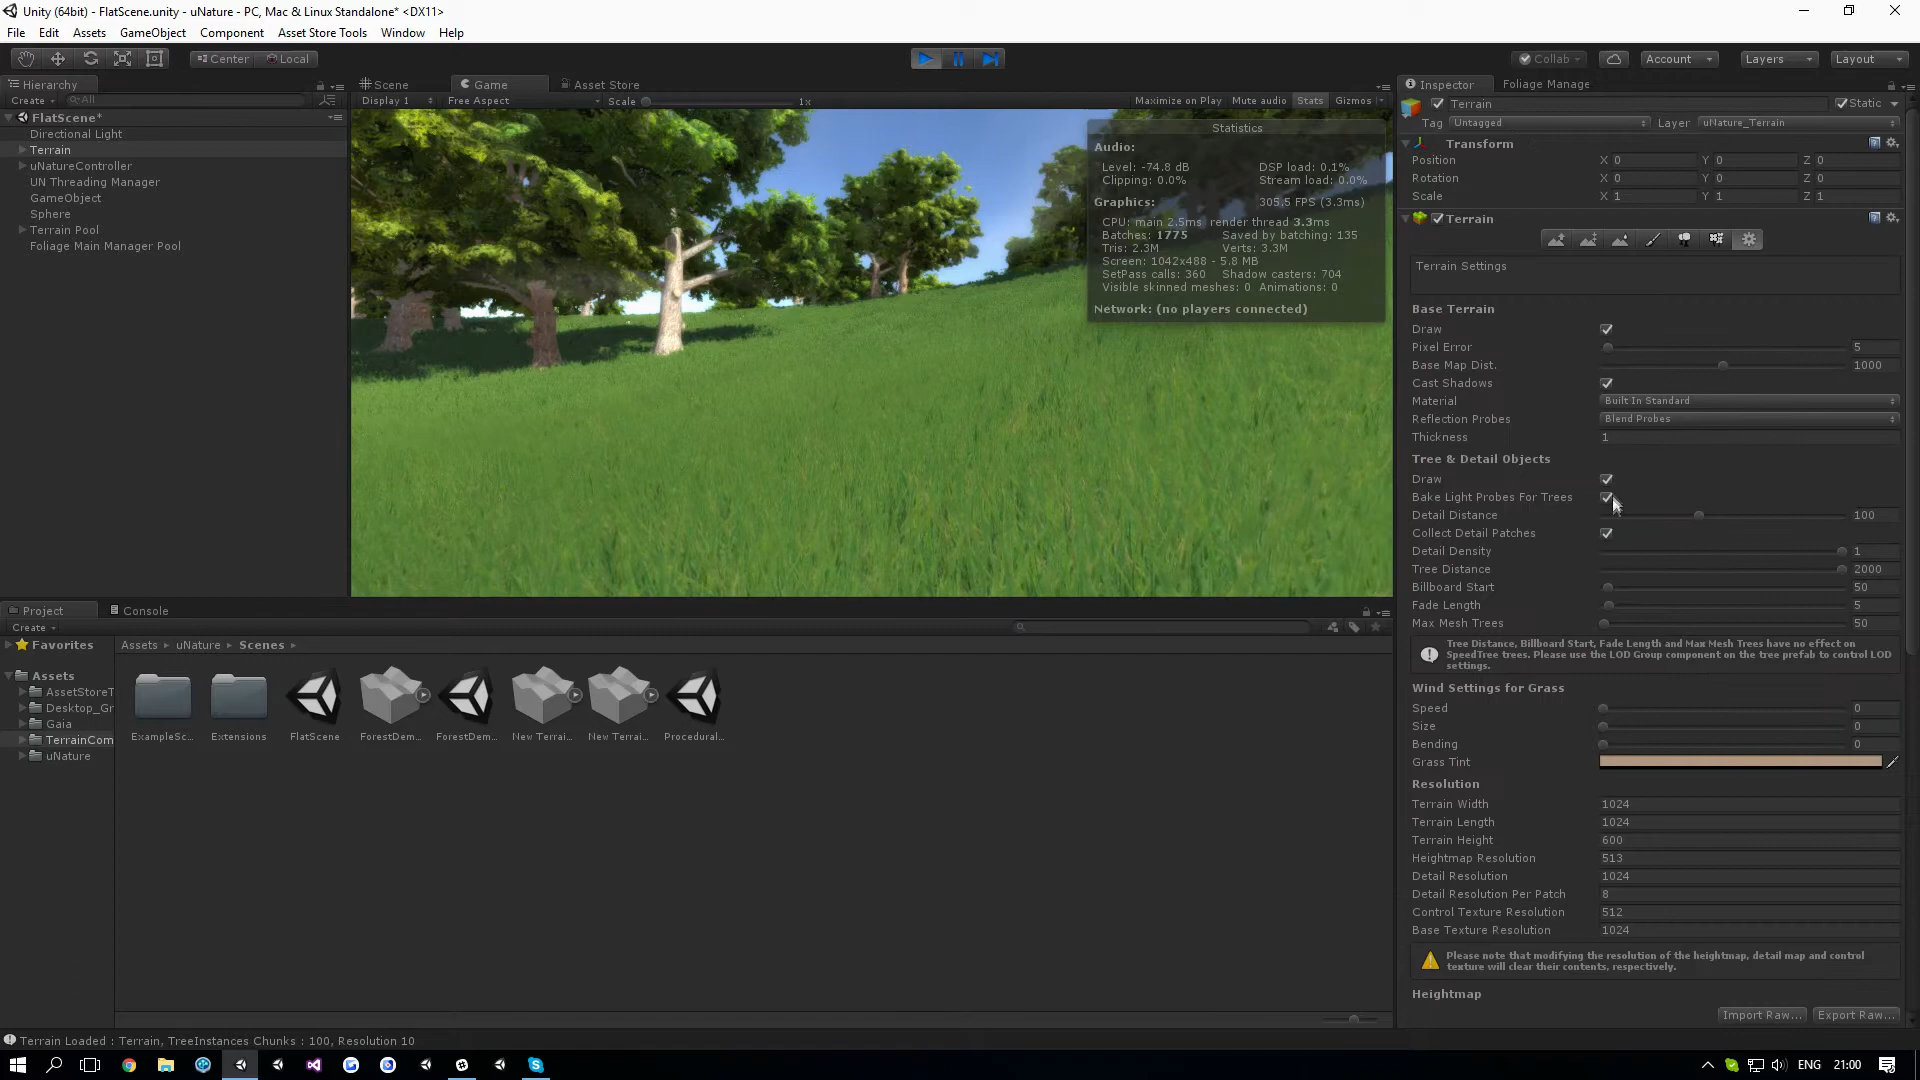 Unity (64bit) - FlatScene.unity - uNature - PC, Mac & Linux Standalone* <DX11>
File Edit Assets GameObject Component Asset Store Tools Window Help
Center Local Collab Account Layers Layout
Hierarchy
Create All
FlatScene*
Directional Light
Terrain
uNatureController
UN Threading Manager
GameObject
Sphere
Terrain Pool
Foliage Main Manager Pool
Scene Game Asset Store
Display 1 Free Aspect Scale 1x Maximize on Play Mute audio Stats Gizmos
Statistics
Audio:
Level: -74.8 dB DSP load: 0.1%
Clipping: 0.0% Stream load: 0.0%
Graphics: 305.5 FPS (3.3ms)
CPU: main 2.5ms render thread 3.3ms
Batches: 1775 Saved by batching: 135
Tris: 2.3M Verts: 3.3M
Screen: 1042x488 - 5.8 MB
SetPass calls: 360 Shadow casters: 704
Visible skinned meshes: 0 Animations: 0
Network: (no players connected)
Inspector Foliage Manage
Terrain Static
Tag Untagged Layer uNature_Terrain
Transform
Position X 0 Y 0 Z 0
Rotation X 0 Y 0 Z 0
Scale X 1 Y 1 Z 1
Terrain
Terrain Settings
Base Terrain
Draw
Pixel Error 5
Base Map Dist. 1000
Cast Shadows
Material Built In Standard
Reflection Probes Blend Probes
Thickness 1
Tree & Detail Objects
Draw
Bake Light Probes For Trees
Detail Distance 100
Collect Detail Patches
Detail Density 1
Tree Distance 2000
Billboard Start 50
Fade Length 5
Max Mesh Trees 50
Tree Distance, Billboard Start, Fade Length and Max Mesh Trees have no effect on
SpeedTree trees. Please use the LOD Group component on the tree prefab to control LOD
settings.
Wind Settings for Grass
Speed 0
Size 0
Bending 0
Grass Tint
Resolution
Terrain Width 1024
Terrain Length 1024
Terrain Height 600
Heightmap Resolution 513
Detail Resolution 1024
Detail Resolution Per Patch 8
Control Texture Resolution 512
Base Texture Resolution 1024
Please note that modifying the resolution of the heightmap, detail map and control
texture will clear their contents, respectively.
Heightmap
Import Raw... Export Raw...
Project Console
Create
Favorites
Assets
AssetStoreT
Desktop_Gr
Gaia
TerrainCom
uNature
Assets uNature Scenes
ExampleSc... Extensions FlatScene ForestDem... ForestDem... New Terrai... New Terrai... Procedural...
Terrain Loaded : Terrain, TreeInstances Chunks : 100, Resolution 10
ENG 21:00